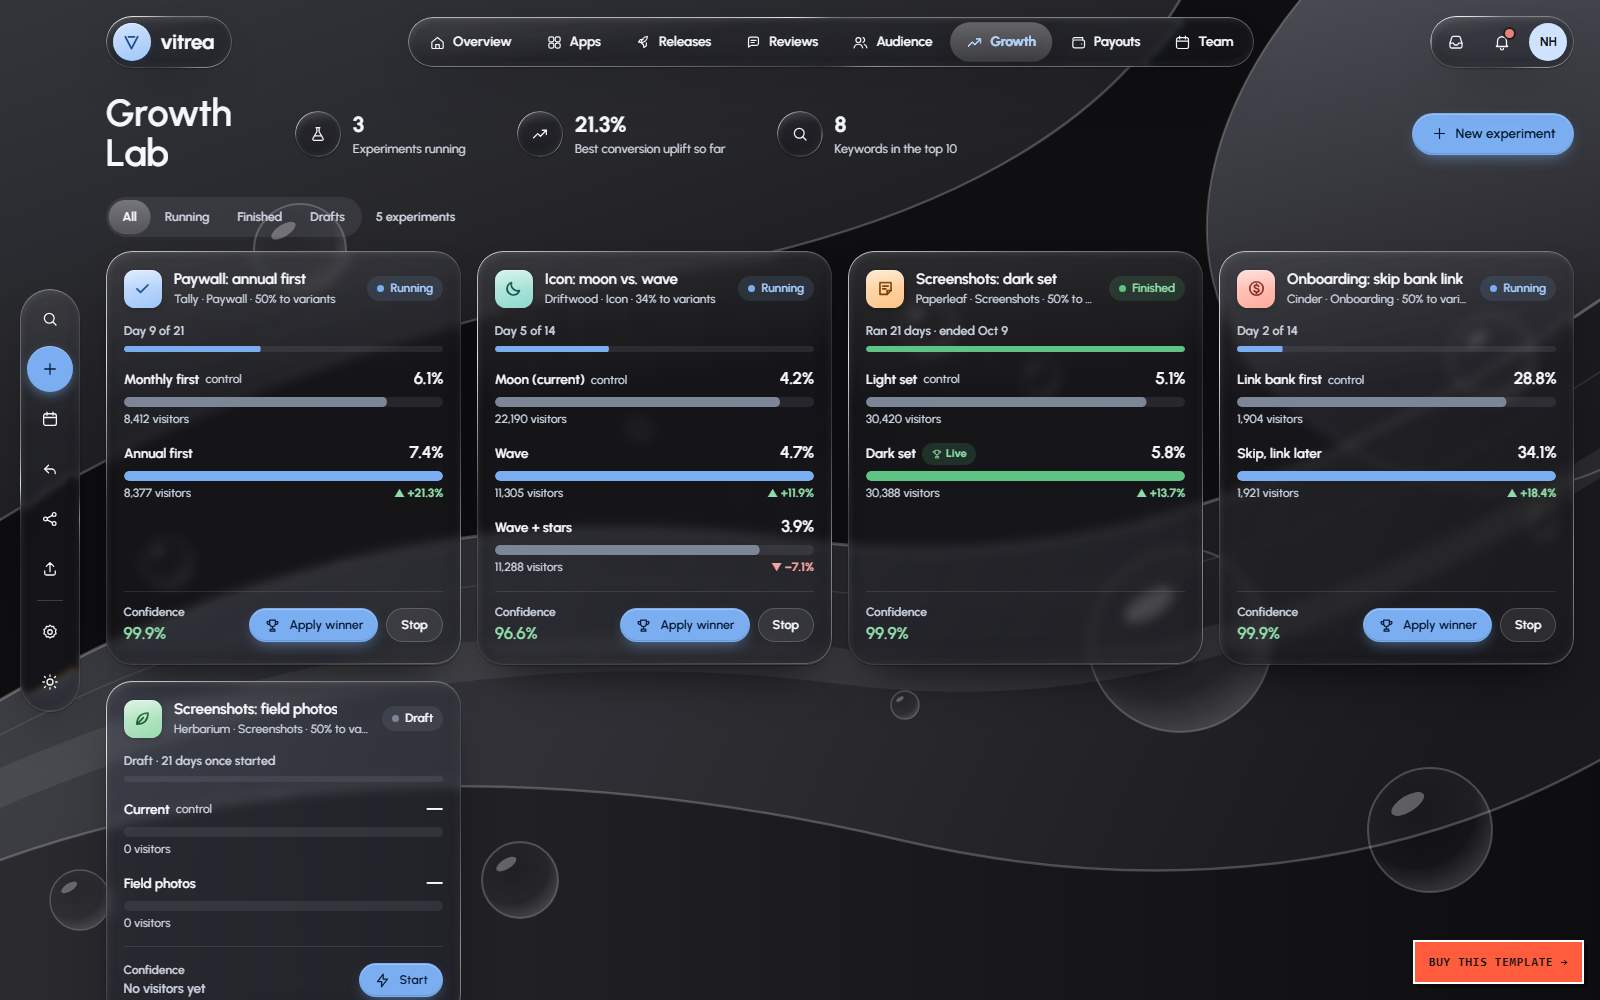 vitrea
Overview
Apps
Releases
Reviews
Audience
Growth
Payouts
Team
NH
Growth
Lab
3
Experiments running
21.3%
Best conversion uplift so far
8
Keywords in the top 10
New experiment
All
Running
Finished
Drafts
5 experiments
Paywall: annual first
Tally · Paywall · 50% to variants
Running
Day 9 of 21
Monthly first control
6.1%
8,412 visitors
Annual first
7.4%
8,377 visitors
▲ +21.3%
Confidence
99.9%
Apply winner
Stop
Icon: moon vs. wave
Driftwood · Icon · 34% to variants
Running
Day 5 of 14
Moon (current) control
4.2%
22,190 visitors
Wave
4.7%
11,305 visitors
▲ +11.9%
Wave + stars
3.9%
11,288 visitors
▼ −7.1%
Confidence
96.6%
Apply winner
Stop
Screenshots: dark set
Paperleaf · Screenshots · 50% to ...
Finished
Ran 21 days · ended Oct 9
Light set control
5.1%
30,420 visitors
Dark set
Live
5.8%
30,388 visitors
▲ +13.7%
Confidence
99.9%
Onboarding: skip bank link
Cinder · Onboarding · 50% to vari...
Running
Day 2 of 14
Link bank first control
28.8%
1,904 visitors
Skip, link later
34.1%
1,921 visitors
▲ +18.4%
Confidence
99.9%
Apply winner
Stop
Screenshots: field photos
Herbarium · Screenshots · 50% to va...
Draft
Draft · 21 days once started
Current control
—
0 visitors
Field photos
—
0 visitors
Confidence
No visitors yet
Start
BUY THIS TEMPLATE →